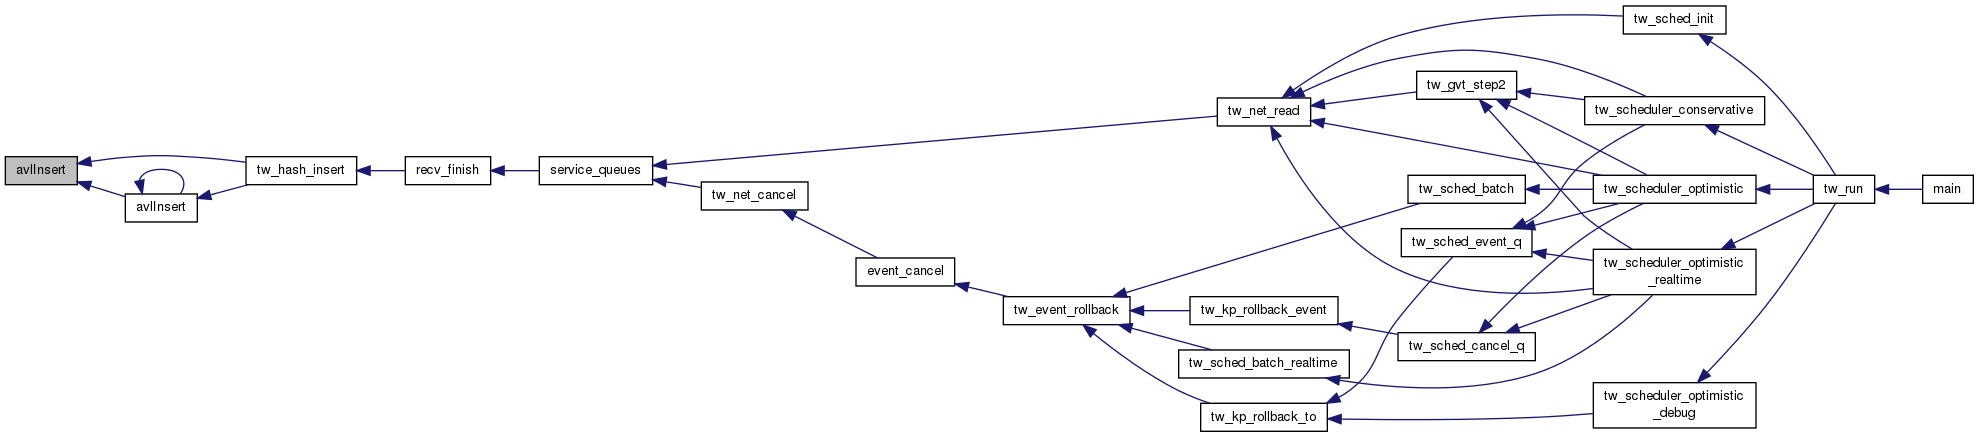 avlInsert
avlInsert
tw_hash_insert
recv_finish
service_queues
tw_net_read
tw_net_cancel
event_cancel
tw_event_rollback
tw_kp_rollback_event
tw_sched_batch_realtime
tw_kp_rollback_to
tw_gvt_step2
tw_sched_batch
tw_sched_event_q
tw_sched_cancel_q
tw_sched_init
tw_scheduler_conservative
tw_scheduler_optimistic
tw_scheduler_optimistic
_realtime
tw_scheduler_optimistic
_debug
tw_run
main